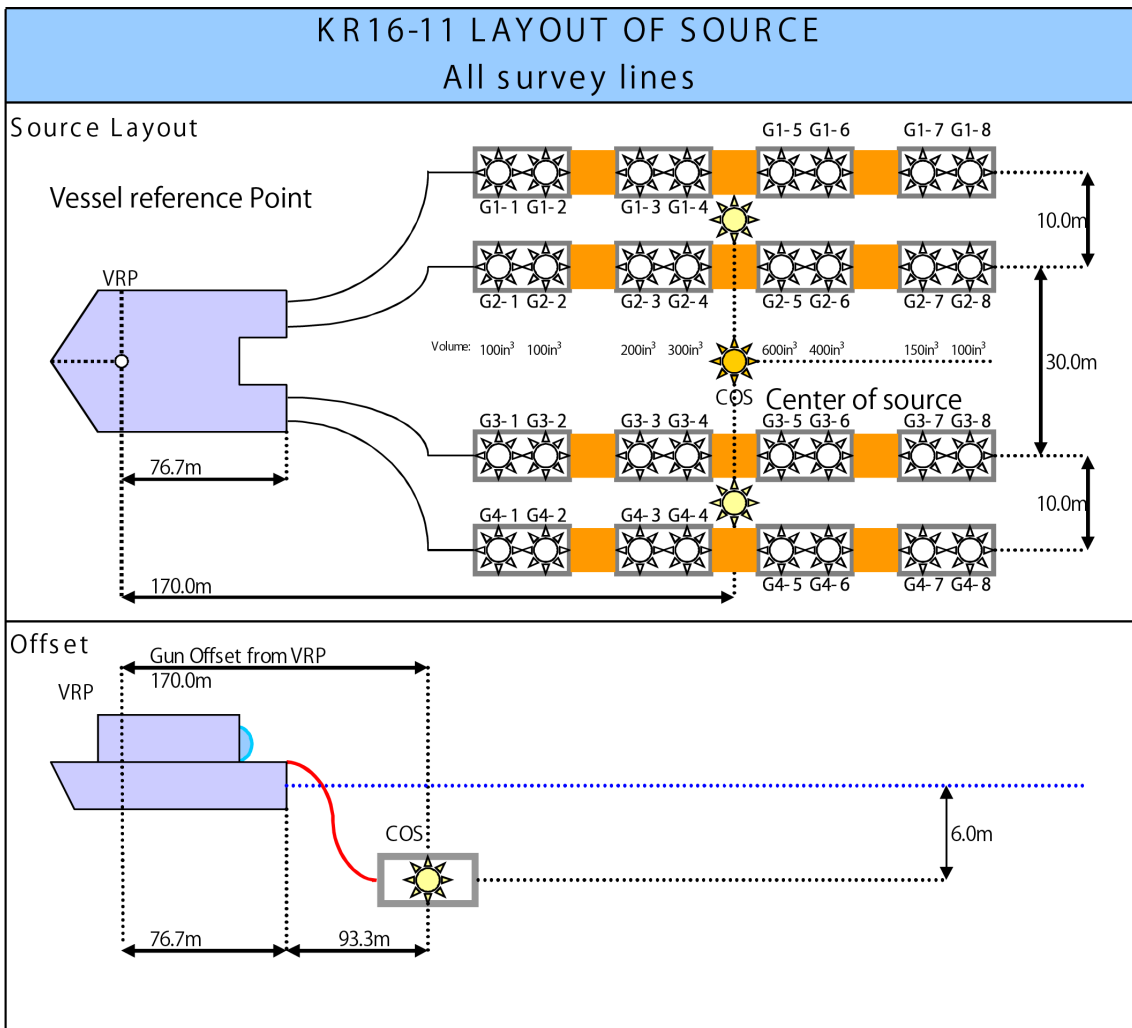 KR16-11 LAYOUT OF SOURCE
All survey lines
Source Layout
G1-5 G1-6 G1-7 G1-8
Vessel reference Point
G1-1 G1-2 G1-3 G1-4
10.0m
VRP
G2-1 G2-2 G2-3 G2-4 G2-5 G2-6 G2-7 G2-8
Volume: 100in³ 100in³ 200in³ 300in³ 600in³ 400in³ 150in³ 100in³
30.0m
COS Center of source
G3-1 G3-2 G3-3 G3-4 G3-5 G3-6 G3-7 G3-8
76.7m
10.0m
G4-1 G4-2 G4-3 G4-4
170.0m
G4-5 G4-6 G4-7 G4-8
Offset
Gun Offset from VRP
170.0m
VRP
COS
6.0m
76.7m
93.3m